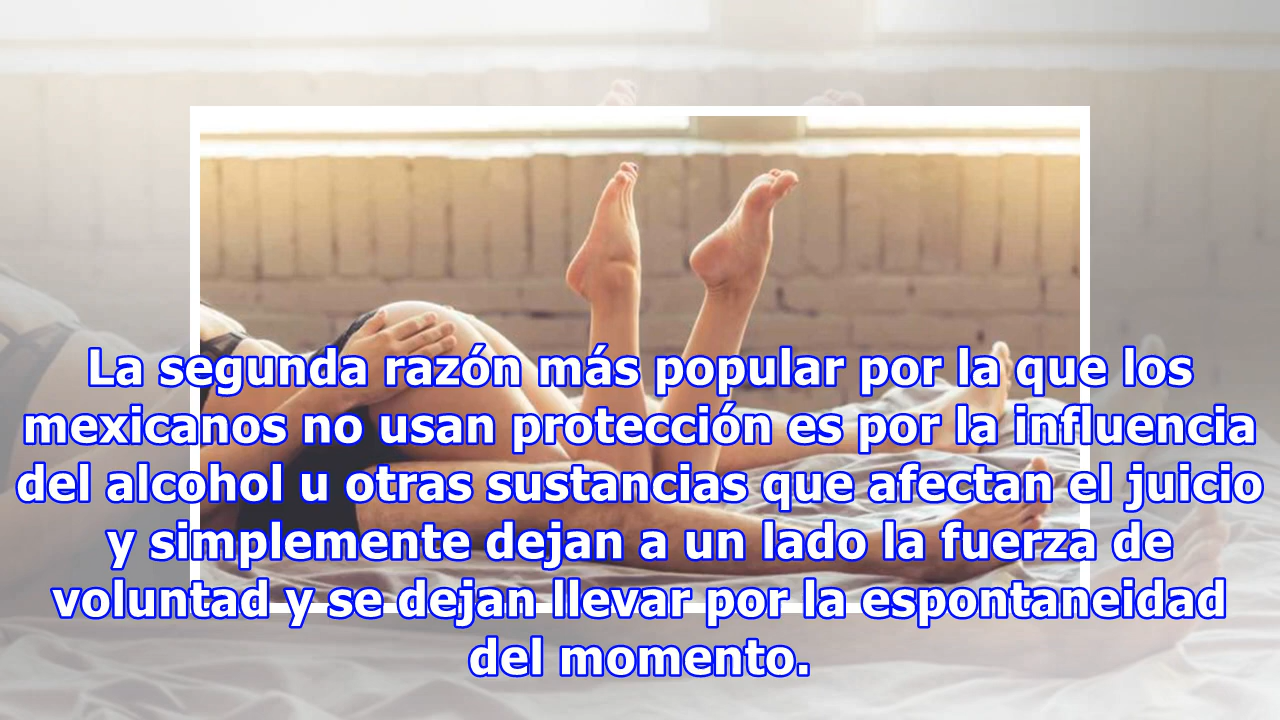 La segunda razón más popular por la que los
mexicanos no usan protección es por la influencia
del alcohol u otras sustancias que afectan el juicio
y simplemente dejan a un lado la fuerza de
voluntad y se dejan llevar por la espontaneidad
del momento.